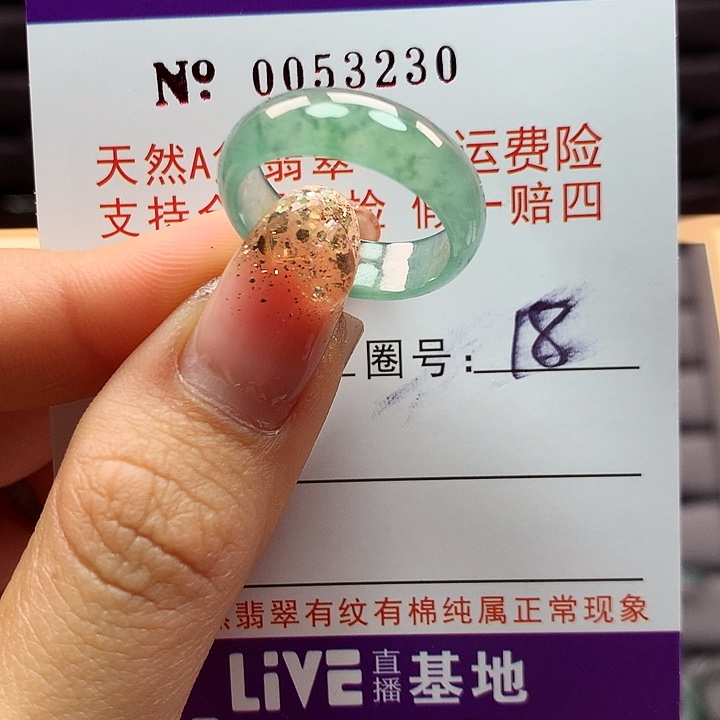 Nº 0053230
天然A 翡翠 运费险
支持 检 假一赔四
圈号: 18
翡翠有纹有棉纯属正常现象
LIVE 直播 基地